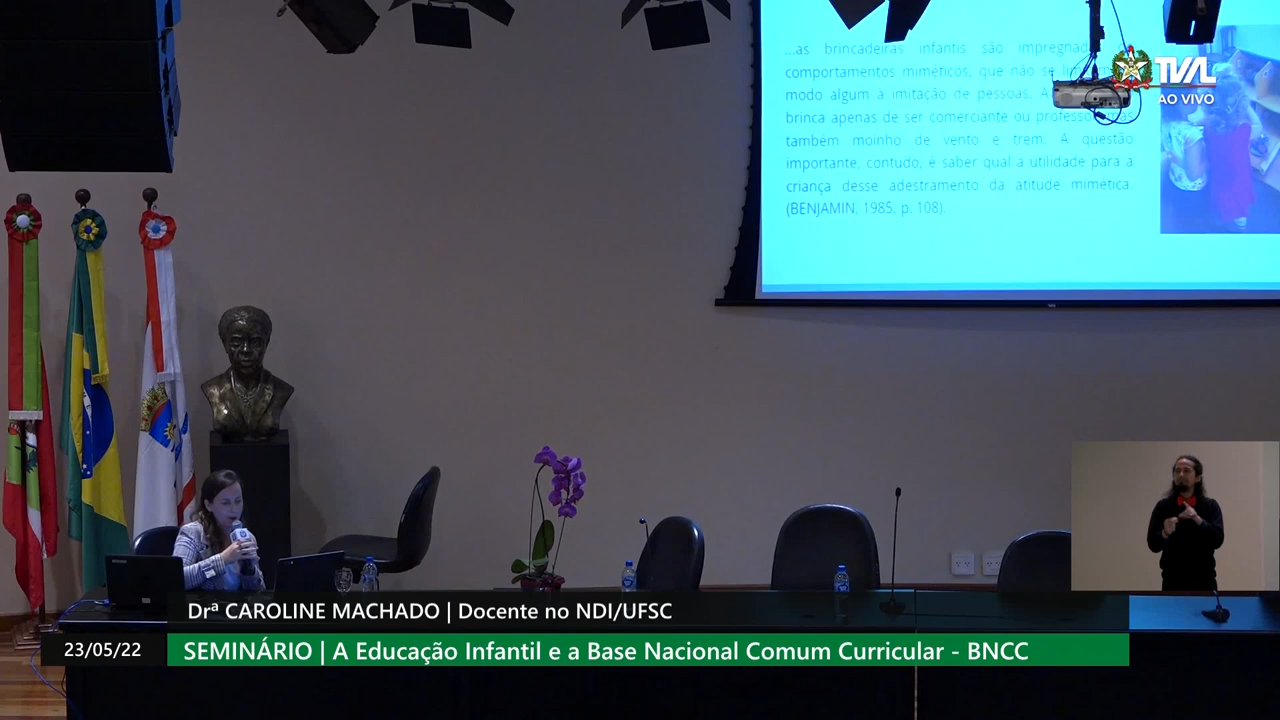 ...as brincadeiras infantis são
comportamentos miméticos, que não se
modo algum à imitação de pessoas. A
brinca apenas de ser comerciante ou
também moinho de vento e trem. A questão
importante, contudo, é saber qual a utilidade para a
criança desse adestramento da atitude mimética.
(BENJAMIN, 1985, p. 108).
TVAL
AO VIVO
Drª CAROLINE MACHADO | Docente no NDI/UFSC
23/05/22 SEMINÁRIO | A Educação Infantil e a Base Nacional Comum Curricular - BNCC